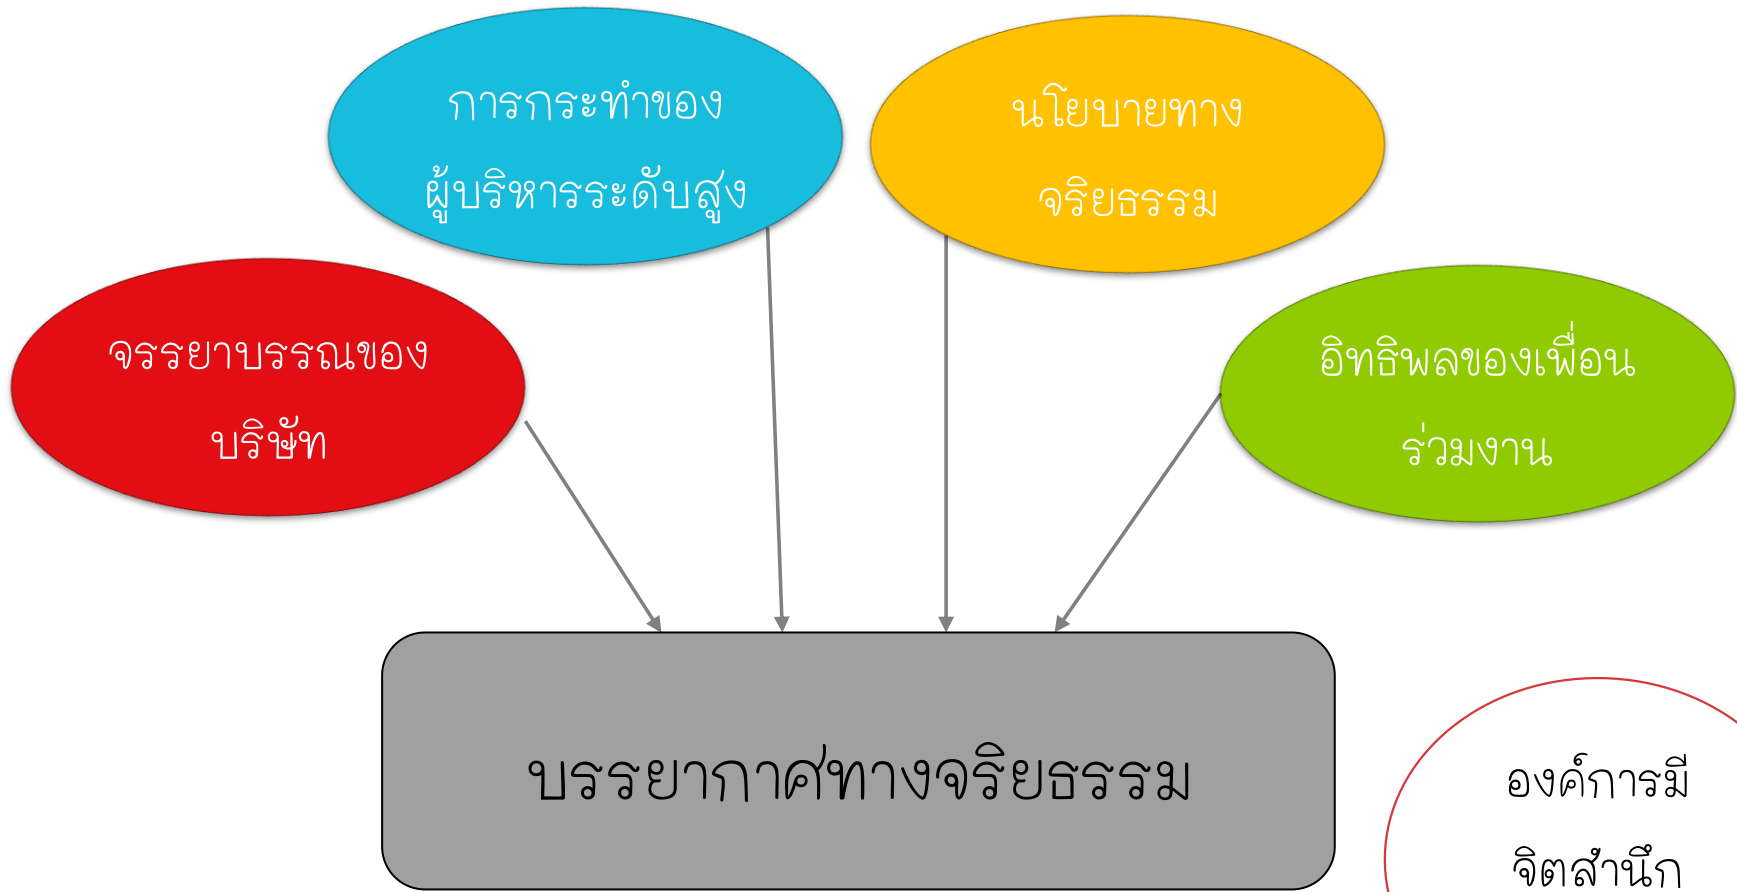 การกระทำของ
ผู้บริหารระดับสูง
นโยบายทาง
จริยธรรม
จรรยาบรรณของ
บริษัท
อิทธิพลของเพื่อน
ร่วมงาน
บรรยากาศทางจริยธรรม
องค์การมี
จิตสำนึก